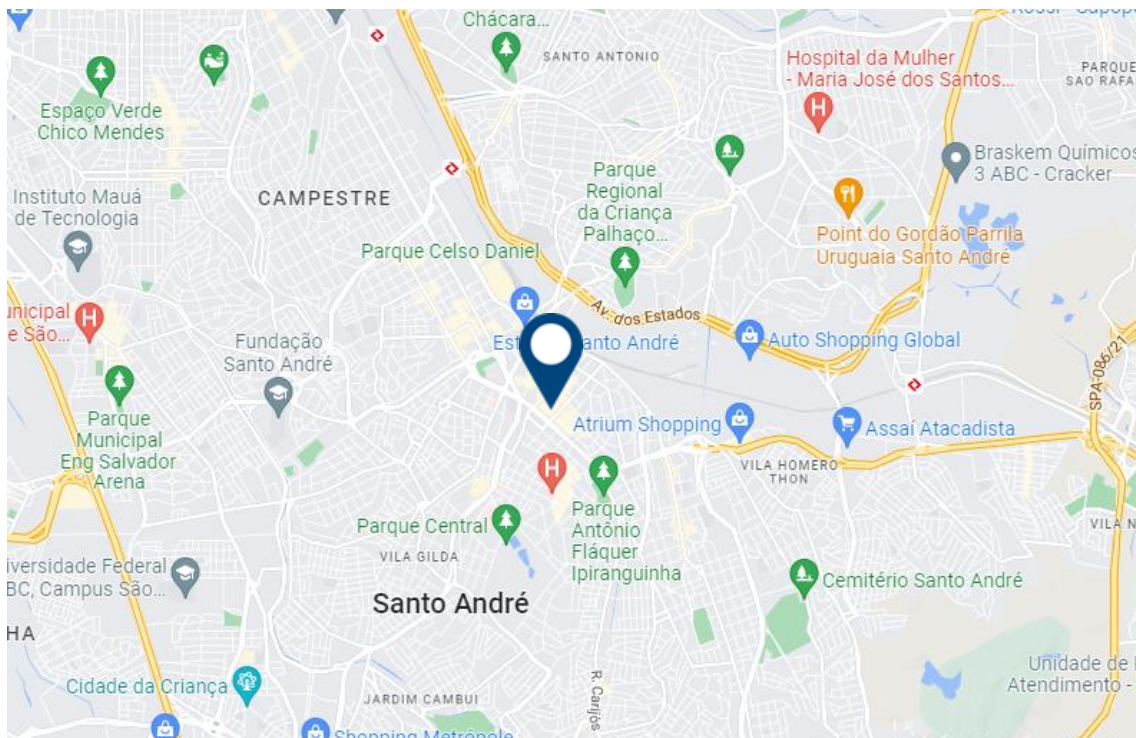 Chácara...
SANTO ANTONIO
Hospital da Mulher
- Maria José dos Santos...
PARQUE
SAO RAFA
Espaço Verde
Chico Mendes
Braskem Químicos
3 ABC - Cracker
Parque
Regional
da Criança
Palhaço...
Instituto Mauá
de Tecnologia
CAMPESTRE
Point do Gordão Parrila
Uruguaia Santo André
Parque Celso Daniel
Av. dos Estados
unicipal
e São...
H
H
Fundação
Santo André
Est
anto André
Auto Shopping Global
SPA-086/21
Parque
Municipal
Eng Salvador
Arena
Atrium Shopping
Assaí Atacadista
VILA HOMERO
THON
H
Parque Central
Parque
Antônio
Fláquer
Ipiranguinha
VILA N
VILA GILDA
iversidade Federal
BC, Campus São...
Cemitério Santo André
Santo André
HA
Unidade de
Atendimento -
Cidade da Criança
JARDIM CAMBUI
R. Carijós
Shopping Metrópole